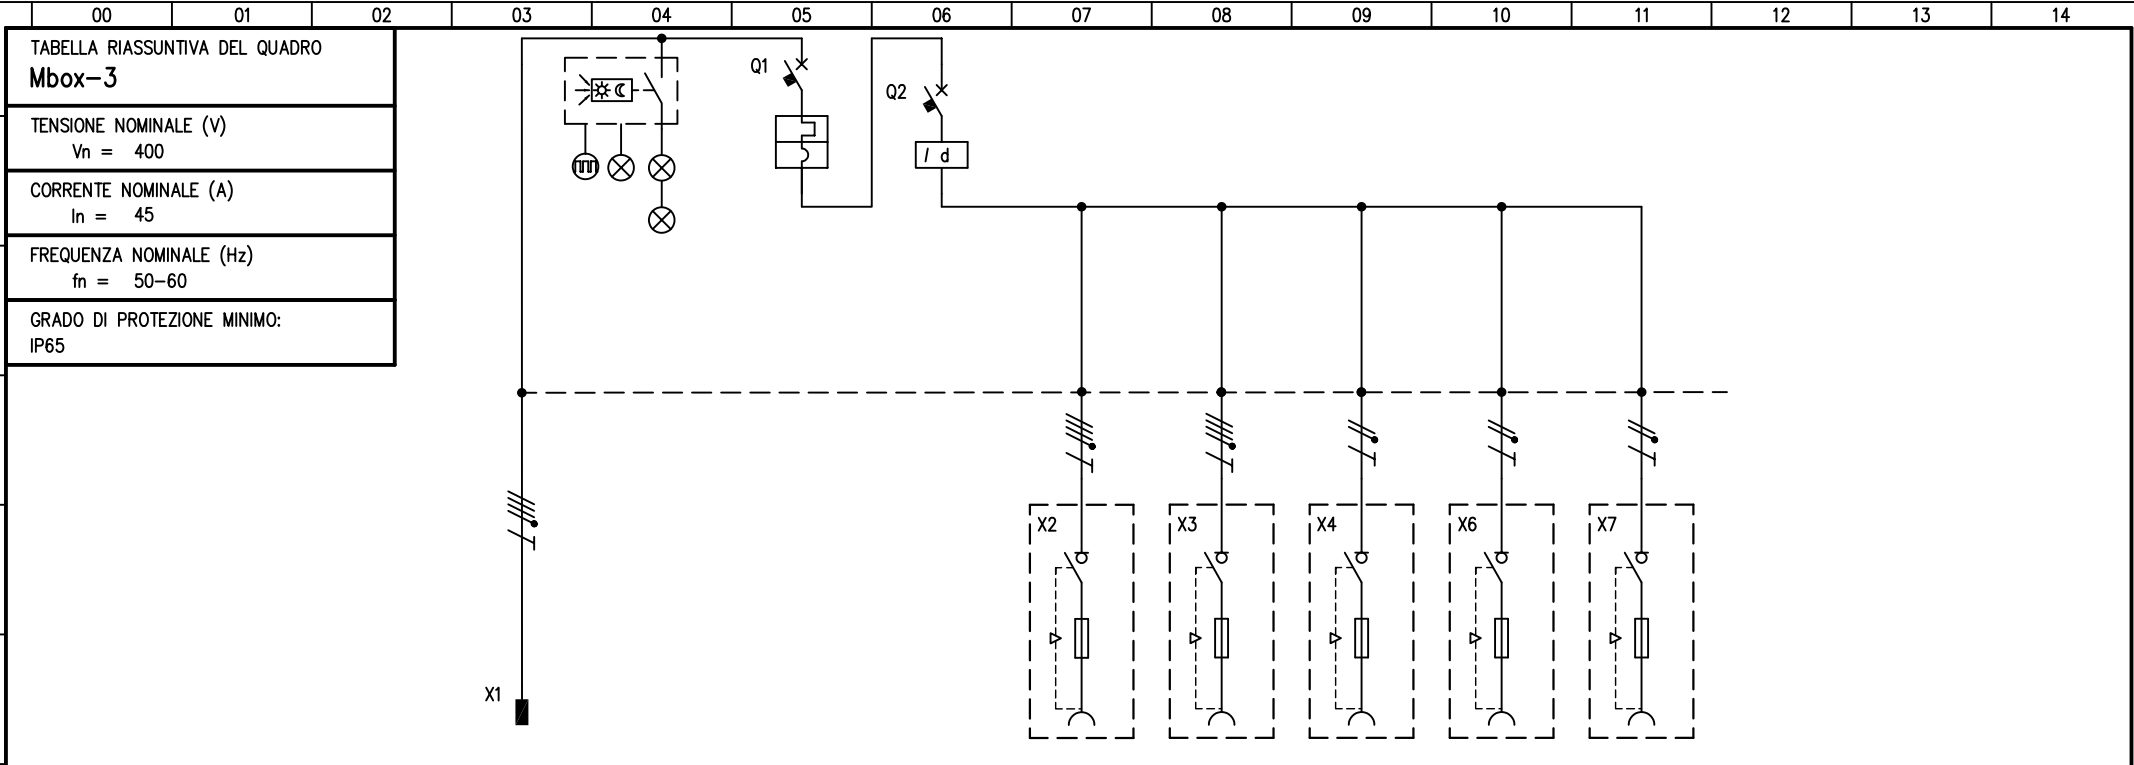 00 01 02 03 04 05 06 07 08 09 10 11 12 13 14
TABELLA RIASSUNTIVA DEL QUADRO
Mbox-3
TENSIONE NOMINALE (V)
Vn = 400
CORRENTE NOMINALE (A)
In = 45
FREQUENZA NOMINALE (Hz)
fn = 50-60
GRADO DI PROTEZIONE MINIMO:
IP65
Q1
Q2
I d
X2 X3 X4 X6 X7
X1